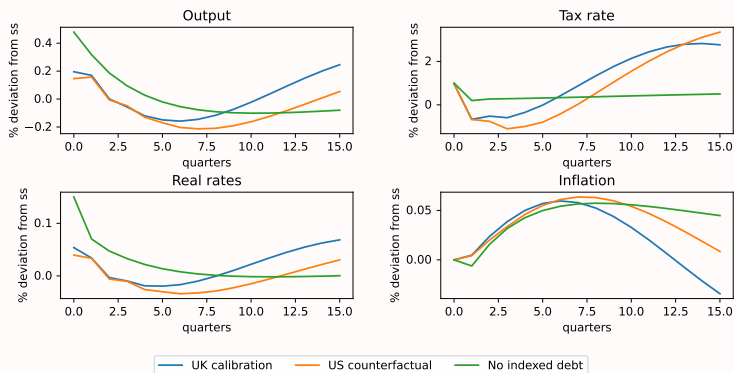 Output
% deviation from ss
0.4
0.2
0.0
−0.2
0.0 2.5 5.0 7.5 10.0 12.5 15.0
quarters
Tax rate
% deviation from ss
2
0
0.0 2.5 5.0 7.5 10.0 12.5 15.0
quarters
Real rates
% deviation from ss
0.1
0.0
0.0 2.5 5.0 7.5 10.0 12.5 15.0
quarters
Inflation
% deviation from ss
0.05
0.00
0.0 2.5 5.0 7.5 10.0 12.5 15.0
quarters
UK calibration US counterfactual No indexed debt